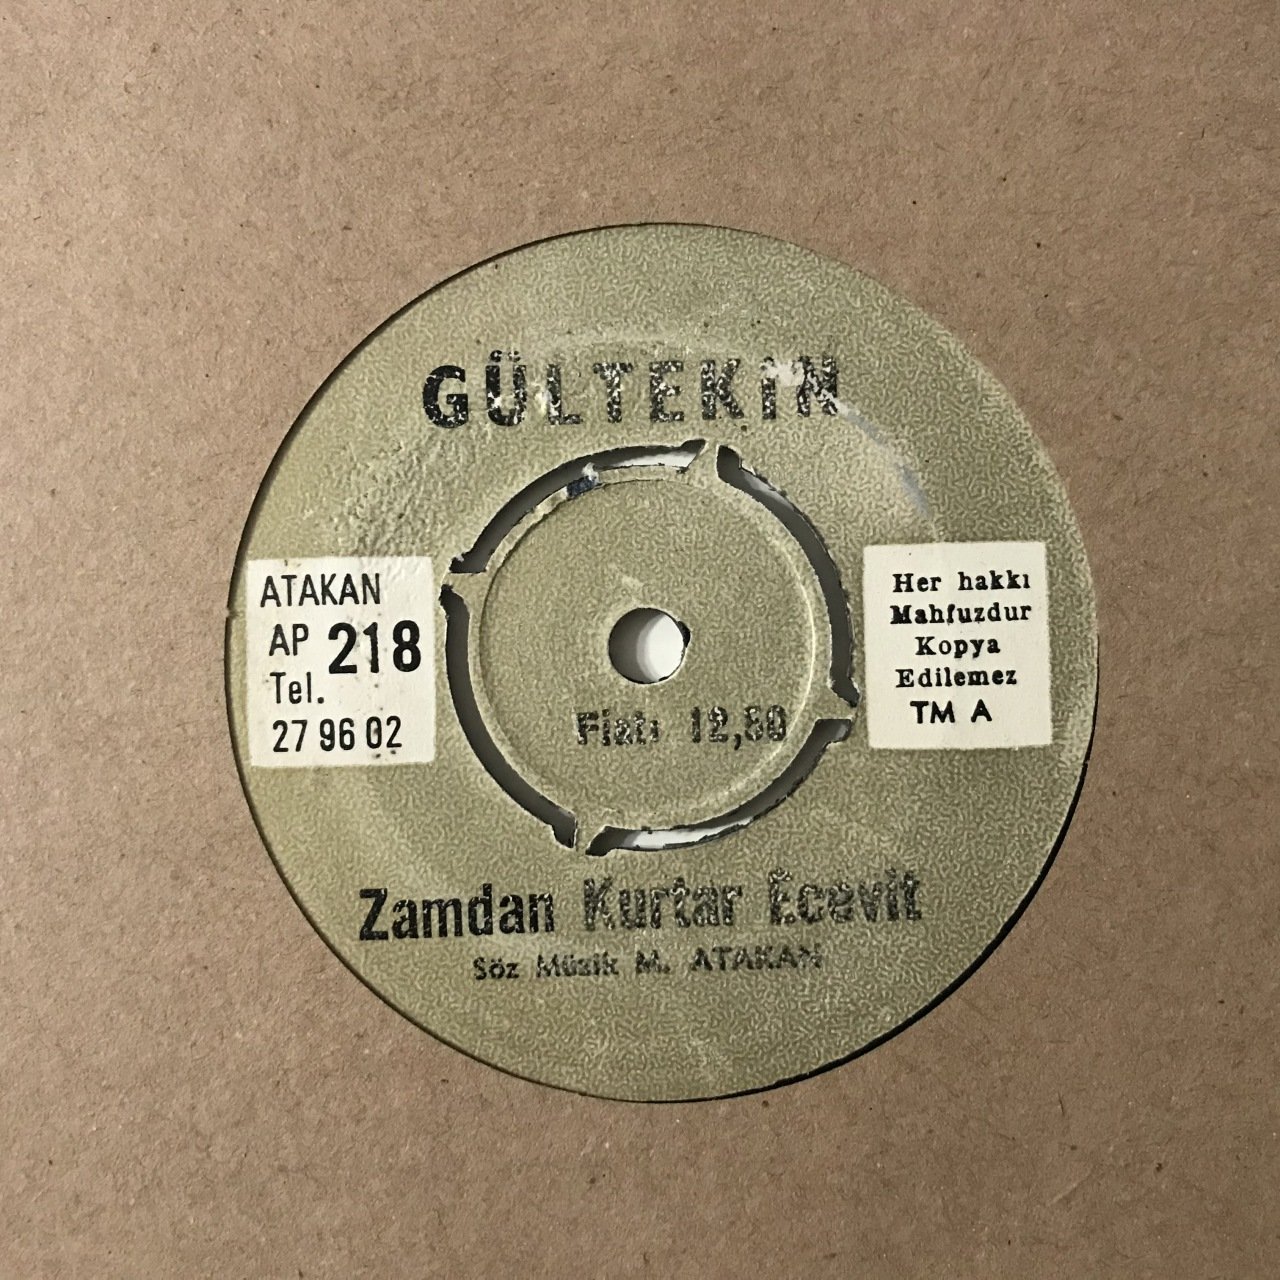 GÜLTEKİN
ATAKAN
AP 218
Tel.
27 96 02
Her hakkı
Mahfuzdur
Kopya
Edilemez
TM A
Fiatı 12,50
Zamdan Kurtar Ecevit
Söz Müzik M. ATAKAN